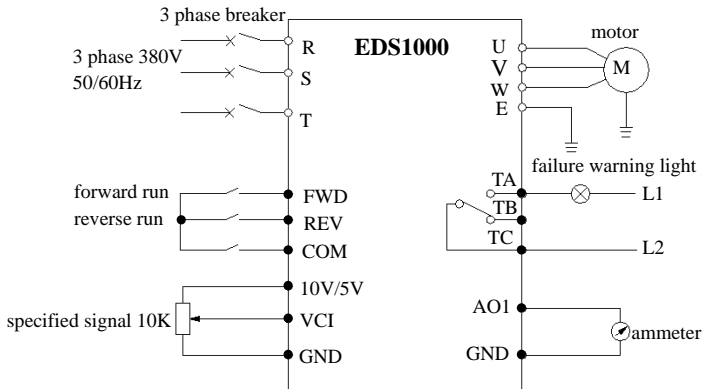 3 phase breaker
3 phase 380V
50/60Hz
R
S
T
EDS1000
U
V
W
E
motor
M
failure warning light
forward run
reverse run
FWD
REV
COM
TA
TB
TC
L1
L2
10V/5V
specified signal 10K
VCI
GND
AO1
GND
ammeter